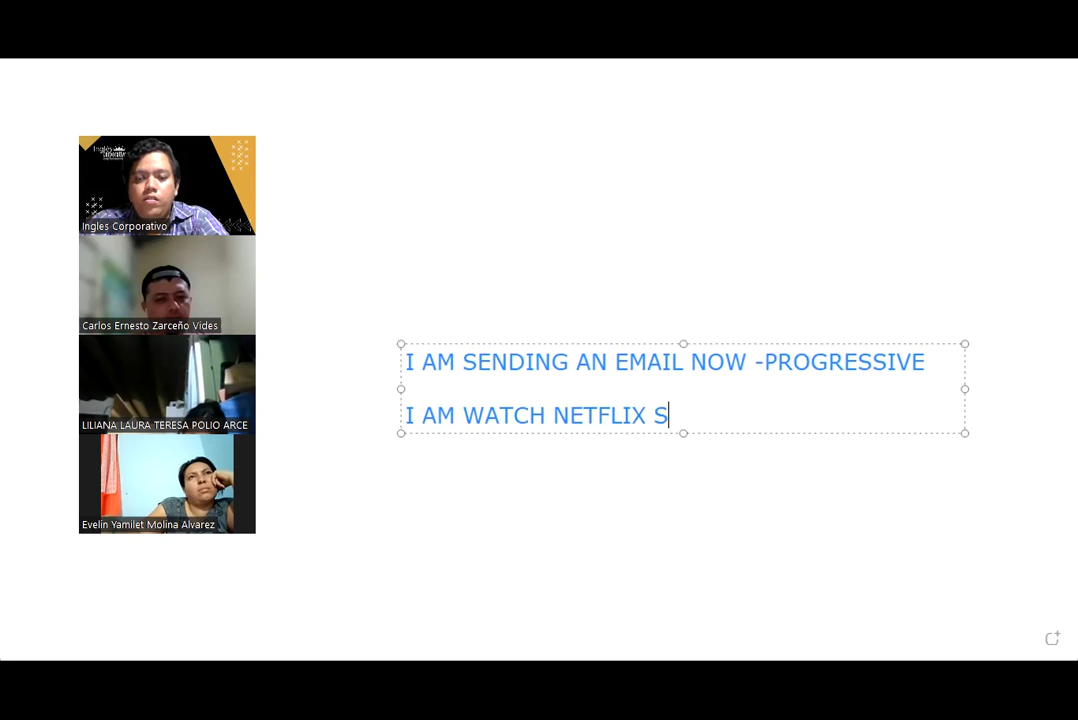 Inglés
Ingles Corporativo
Carlos Ernesto Zarceño Vides
LILIANA LAURA TERESA POLIO ARCE
Evelin Yamilet Molina Alvarez
I AM SENDING AN EMAIL NOW -PROGRESSIVE
I AM WATCH NETFLIX S